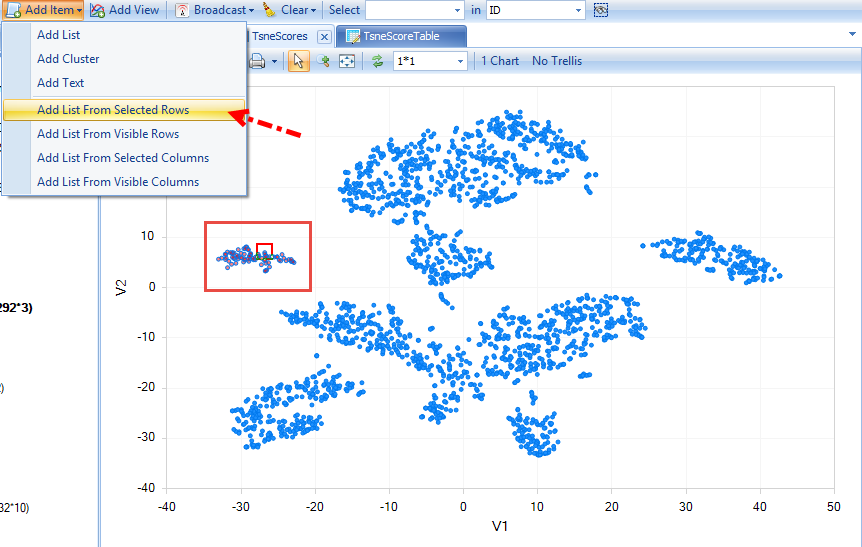 Add Item Add View Broadcast Clear Select in ID
Add List
Add Cluster
Add Text
Add List From Selected Rows
Add List From Visible Rows
Add List From Selected Columns
Add List From Visible Columns
TsneScores TsneScoreTable
1*1 1 Chart No Trellis
10
0
-10
-20
-30
-40
V2
-40 -30 -20 -10 0 10 20 30 40 50
V1
292*3)
2)
32*10)